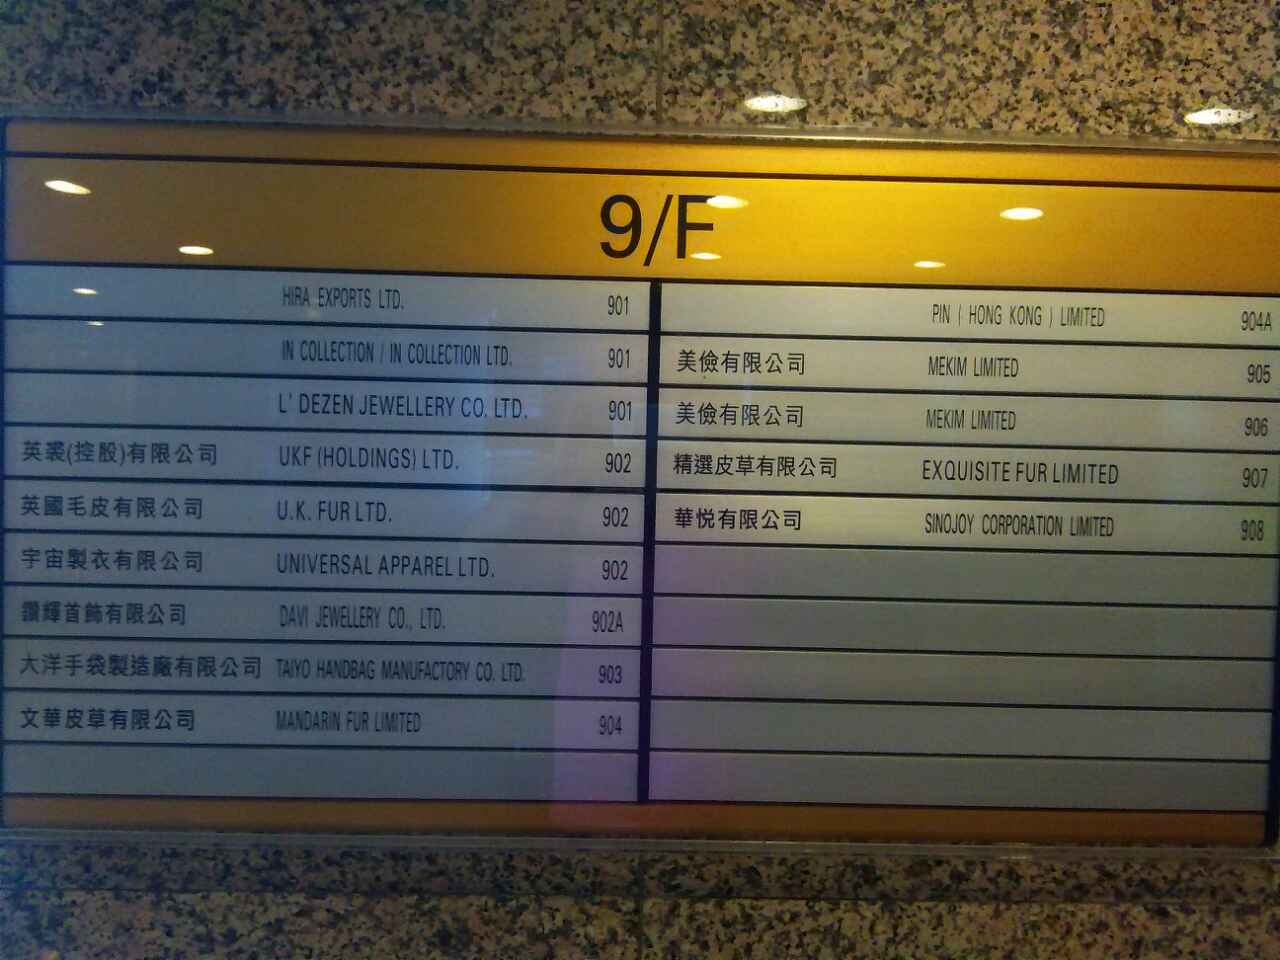 9/F
HIRA EXPORTS LTD. 901
IN COLLECTION / IN COLLECTION LTD. 901
L' DEZEN JEWELLERY CO. LTD. 901
英裘(控股)有限公司 UKF (HOLDINGS) LTD. 902
英國毛皮有限公司 U.K. FUR LTD. 902
宇宙製衣有限公司 UNIVERSAL APPAREL LTD. 902
鑽輝首飾有限公司 DAVI JEWELLERY CO., LTD. 902A
大洋手袋製造廠有限公司 TAIYO HANDBAG MANUFACTORY CO. LTD. 903
文華皮草有限公司 MANDARIN FUR LIMITED 904
PIN ( HONG KONG ) LIMITED 904A
美儉有限公司 MEKIM LIMITED 905
美儉有限公司 MEKIM LIMITED 906
精選皮草有限公司 EXQUISITE FUR LIMITED 907
華悅有限公司 SINOJOY CORPORATION LIMITED 908